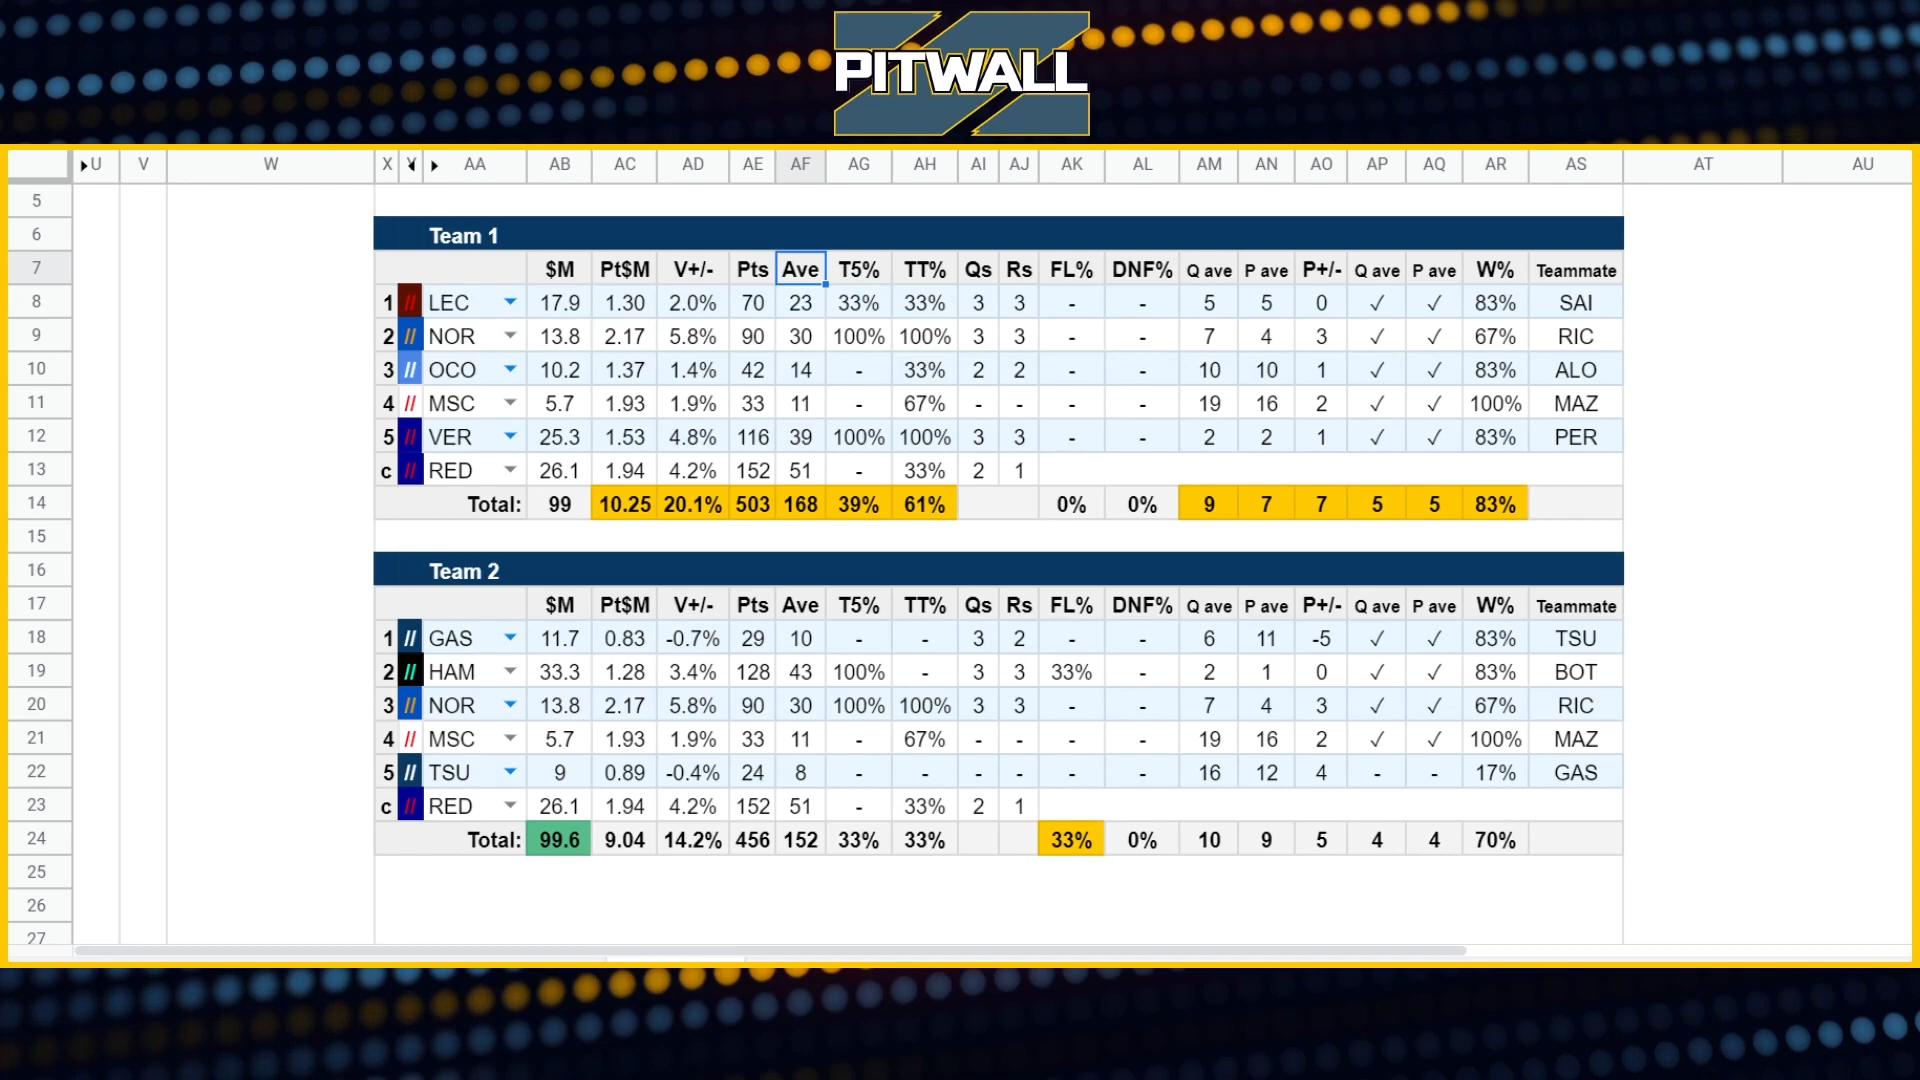 PITWALL
U V W X Y AA AB AC AD AE AF AG AH AI AJ AK AL AM AN AO AP AQ AR AS AT AU
5
6 Team 1
7 $M Pt$M V+/- Pts Ave T5% TT% Qs Rs FL% DNF% Q ave P ave P+/- Q ave P ave W% Teammate
8 1 // LEC 17.9 1.30 2.0% 70 23 33% 33% 3 3 - - 5 5 0 ✓ ✓ 83% SAI
9 2 // NOR 13.8 2.17 5.8% 90 30 100% 100% 3 3 - - 7 4 3 ✓ ✓ 67% RIC
10 3 // OCO 10.2 1.37 1.4% 42 14 - 33% 2 2 - - 10 10 1 ✓ ✓ 83% ALO
11 4 // MSC 5.7 1.93 1.9% 33 11 - 67% - - - - 19 16 2 ✓ ✓ 100% MAZ
12 5 // VER 25.3 1.53 4.8% 116 39 100% 100% 3 3 - - 2 2 1 ✓ ✓ 83% PER
13 c // RED 26.1 1.94 4.2% 152 51 - 33% 2 1
14 Total: 99 10.25 20.1% 503 168 39% 61% 0% 0% 9 7 7 5 5 83%
15
16 Team 2
17 $M Pt$M V+/- Pts Ave T5% TT% Qs Rs FL% DNF% Q ave P ave P+/- Q ave P ave W% Teammate
18 1 // GAS 11.7 0.83 -0.7% 29 10 - - 3 2 - - 6 11 -5 ✓ ✓ 83% TSU
19 2 // HAM 33.3 1.28 3.4% 128 43 100% - 3 3 33% - 2 1 0 ✓ ✓ 83% BOT
20 3 // NOR 13.8 2.17 5.8% 90 30 100% 100% 3 3 - - 7 4 3 ✓ ✓ 67% RIC
21 4 // MSC 5.7 1.93 1.9% 33 11 - 67% - - - - 19 16 2 ✓ ✓ 100% MAZ
22 5 // TSU 9 0.89 -0.4% 24 8 - - - - - - 16 12 4 - - 17% GAS
23 c // RED 26.1 1.94 4.2% 152 51 - 33% 2 1
24 Total: 99.6 9.04 14.2% 456 152 33% 33% 33% 0% 10 9 5 4 4 70%
25
26
27